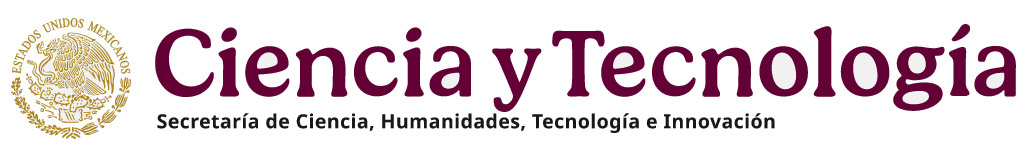 ESTADOS UNIDOS MEXICANOS
Ciencia y Tecnología
Secretaría de Ciencia, Humanidades, Tecnología e Innovación